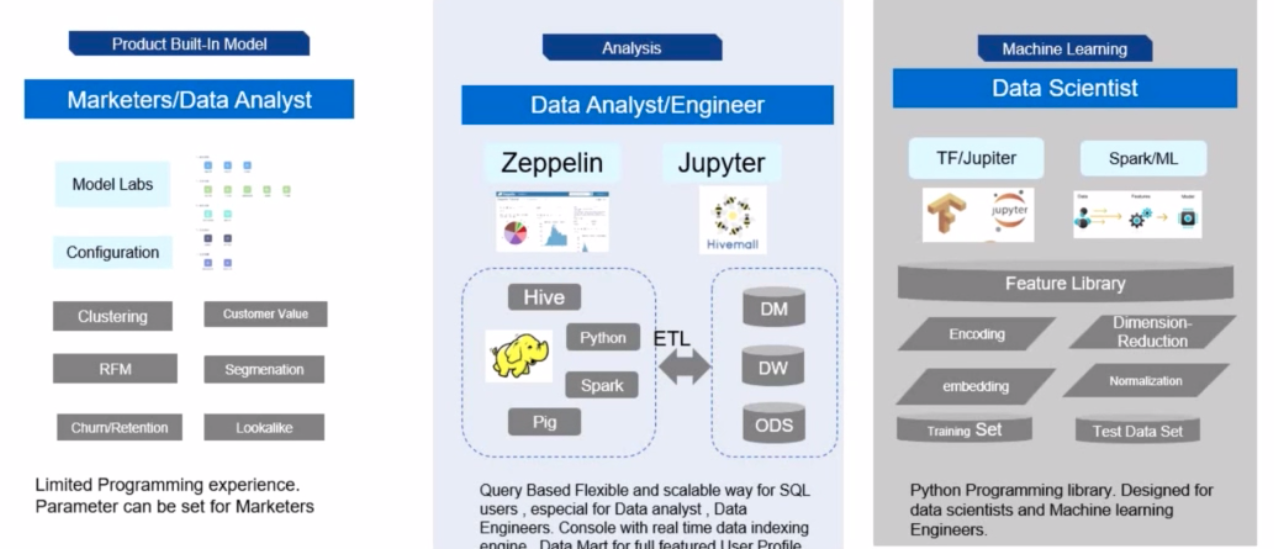 Product Built-In Model
Marketers/Data Analyst
Model Labs
Configuration
Clustering
Customer Value
RFM
Segmenation
Churn/Retention
Lookalike
Limited Programming experience.
Parameter can be set for Marketers
Analysis
Data Analyst/Engineer
Zeppelin
Jupyter
Hivemall
Hive
Python
Spark
Pig
ETL
DM
DW
ODS
Query Based Flexible and scalable way for SQL
users , especial for Data analyst , Data
Engineers. Console with real time data indexing
engine , Data Mart for full featured User Profile
Machine Learning
Data Scientist
TF/Jupiter
Spark/ML
jupyter
Data
Features
Model
Feature Library
Encoding
Dimension-
Reduction
embedding
Normalization
Training Set
Test Data Set
Python Programming library. Designed for
data scientists and Machine learning
Engineers.